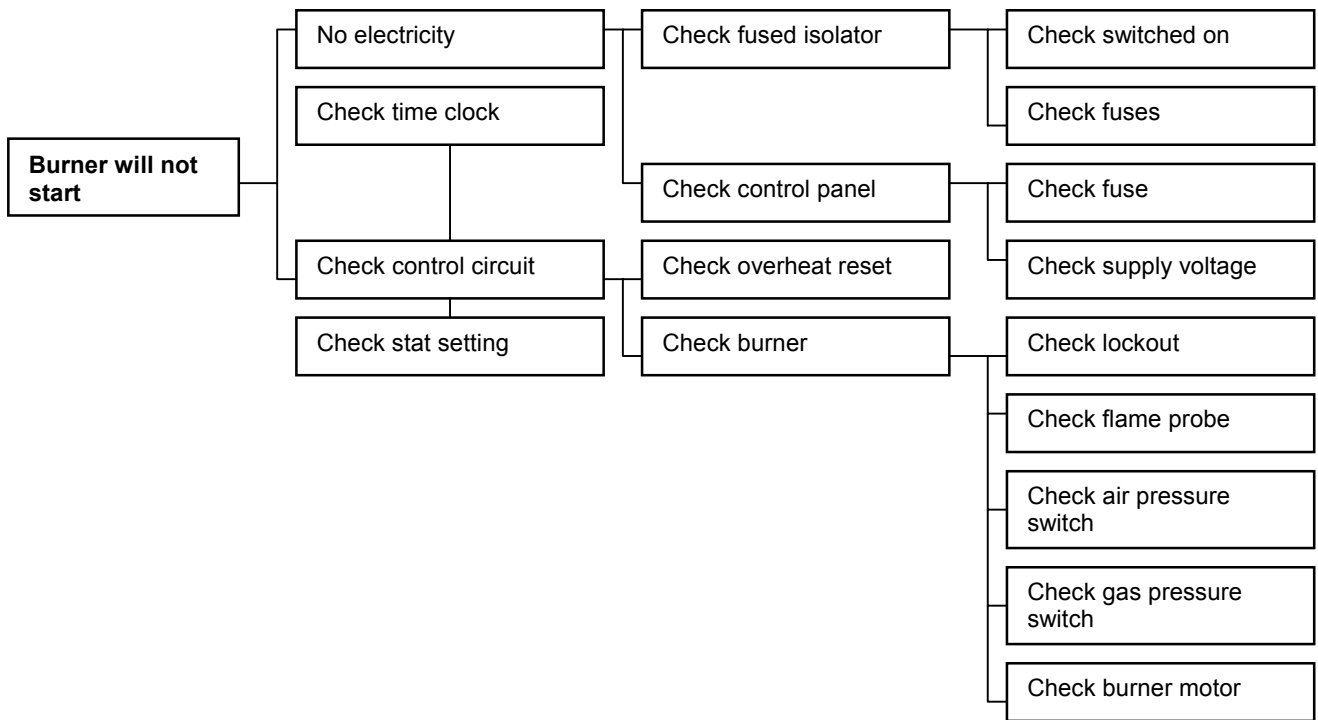 No electricity
Check fused isolator
Check switched on
Check time clock
Check fuses
Burner will not
start
Check control panel
Check fuse
Check control circuit
Check overheat reset
Check supply voltage
Check stat setting
Check burner
Check lockout
Check flame probe
Check air pressure
switch
Check gas pressure
switch
Check burner motor